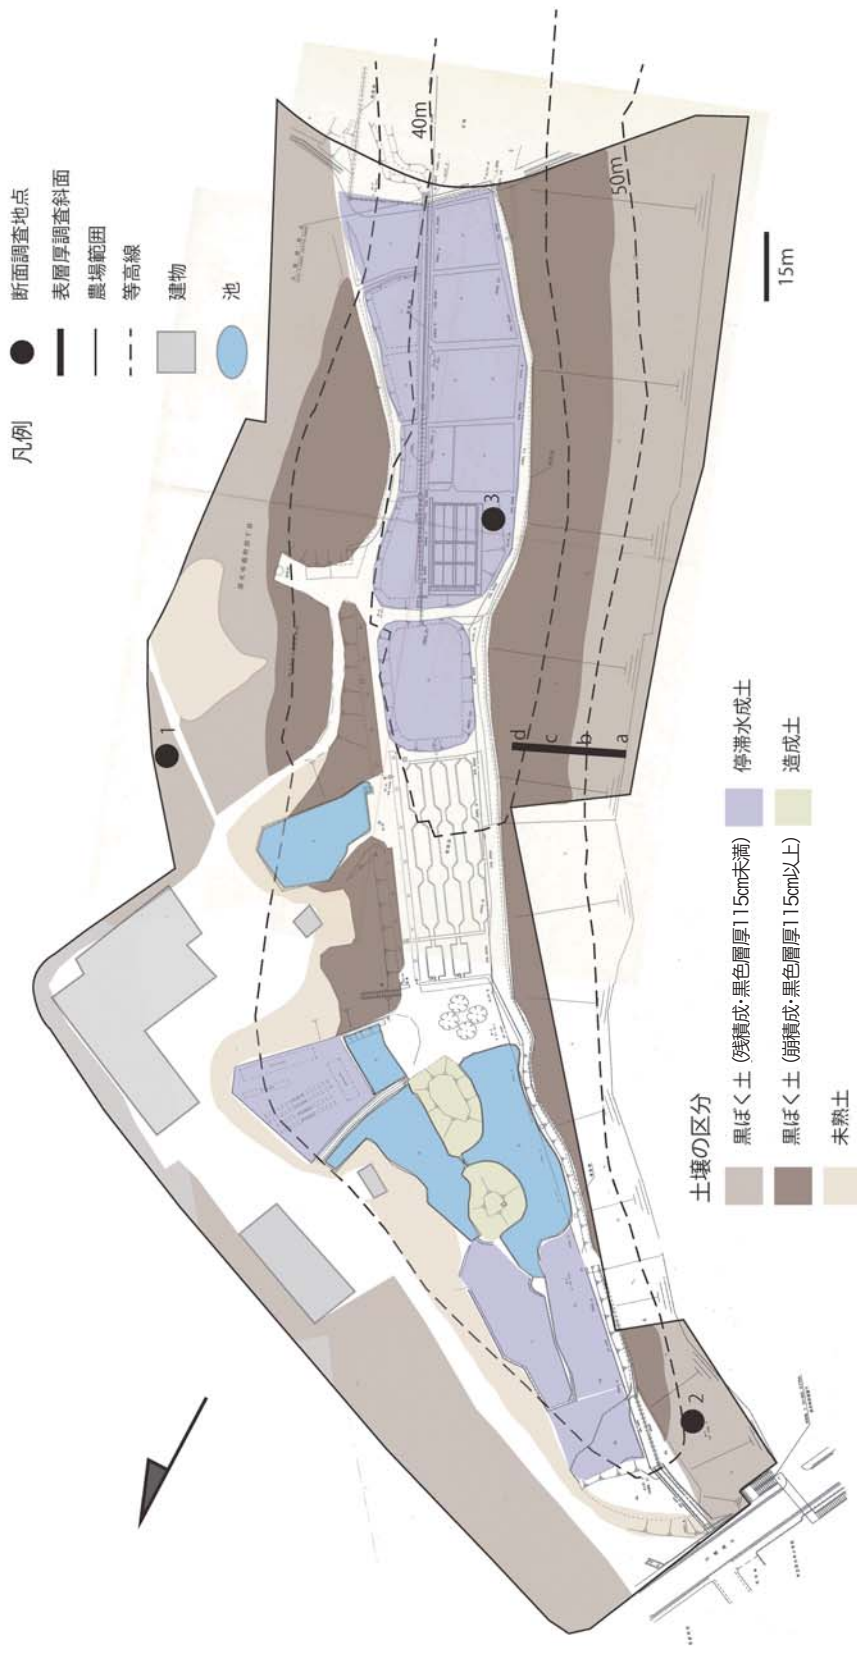 凡例
断面調査地点
表層厚調査斜面
農場範囲
等高線
建物
池
40m
50m
15m
1
2
3
a
b
c
d
土壌の区分
黒ぼく土 (残積成・黒色層厚115cm未満)
黒ぼく土 (崩積成・黒色層厚115cm以上)
未熟土
停滞水成土
造成土